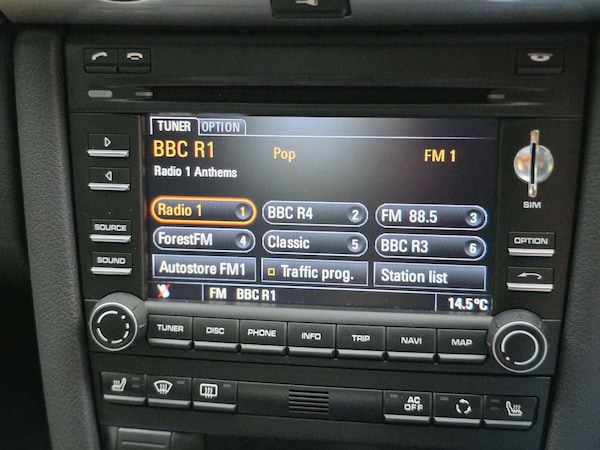 TUNER OPTION
BBC R1 Pop FM 1
Radio 1 Anthems
Radio 1 1 BBC R4 2 FM 88.5 3
ForestFM 4 Classic 5 BBC R3 6
Autostore FM1 Traffic prog. Station list
FM BBC R1 14.5°C
SOURCE
SOUND
SIM
OPTION
TUNER DISC PHONE INFO TRIP NAVI MAP
AC OFF